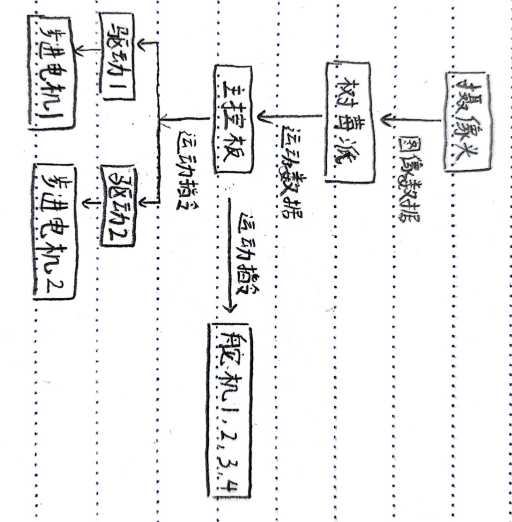 摄像头
图像数据
树莓派
运动数据
主控板
运动指令
运动指令
舵机1,2,3,4
驱动1
驱动2
步进电机1
步进电机2